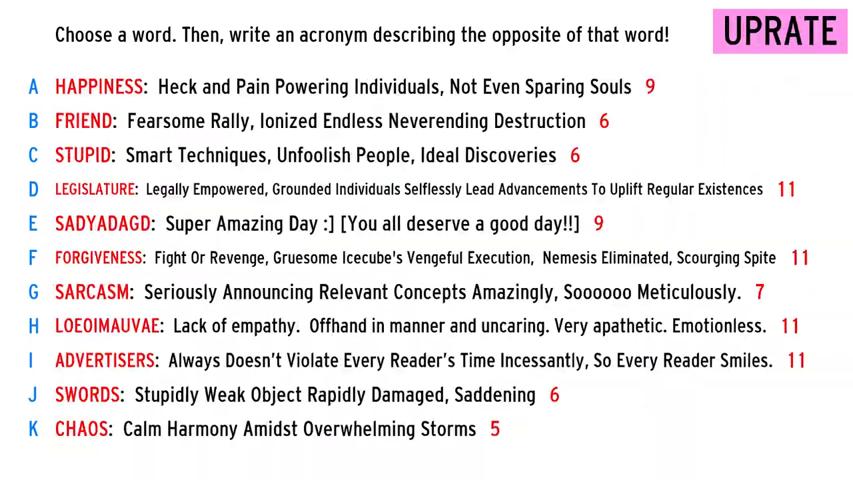 Choose a word. Then, write an acronym describing the opposite of that word!
UPRATE
A HAPPINESS: Heck and Pain Powering Individuals, Not Even Sparing Souls 9
B FRIEND: Fearsome Rally, Ionized Endless Neverending Destruction 6
C STUPID: Smart Techniques, Unfoolish People, Ideal Discoveries 6
D LEGISLATURE: Legally Empowered, Grounded Individuals Selflessly Lead Advancements To Uplift Regular Existences 11
E SADYADAGD: Super Amazing Day :] [You all deserve a good day!!] 9
F FORGIVENESS: Fight Or Revenge, Gruesome Icecube's Vengeful Execution, Nemesis Eliminated, Scourging Spite 11
G SARCASM: Seriously Announcing Relevant Concepts Amazingly, Soooooo Meticulously. 7
H LOEOIMAUVAE: Lack of empathy. Offhand in manner and uncaring. Very apathetic. Emotionless. 11
I ADVERTISERS: Always Doesn't Violate Every Reader's Time Incessantly, So Every Reader Smiles. 11
J SWORDS: Stupidly Weak Object Rapidly Damaged, Saddening 6
K CHAOS: Calm Harmony Amidst Overwhelming Storms 5